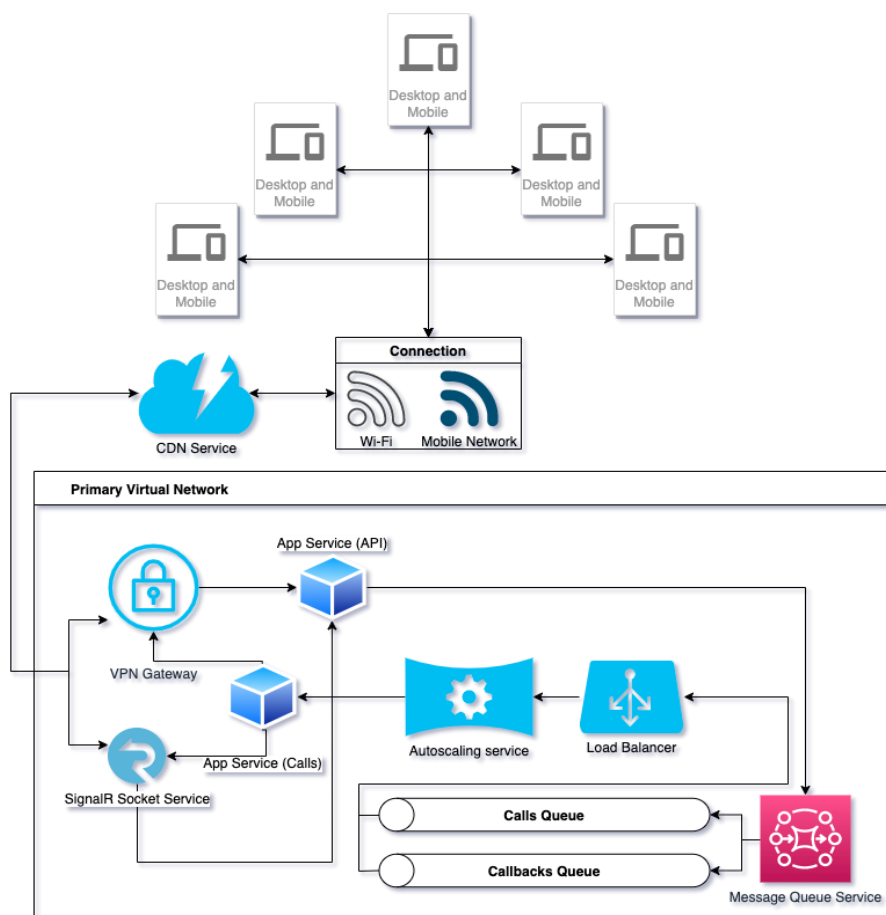 Desktop and
Mobile
Desktop and
Mobile
Desktop and
Mobile
Desktop and
Mobile
Desktop and
Mobile
Connection
Wi-Fi
Mobile Network
CDN Service
Primary Virtual Network
App Service (API)
VPN Gateway
App Service (Calls)
Autoscaling service
Load Balancer
SignalR Socket Service
Calls Queue
Callbacks Queue
Message Queue Service